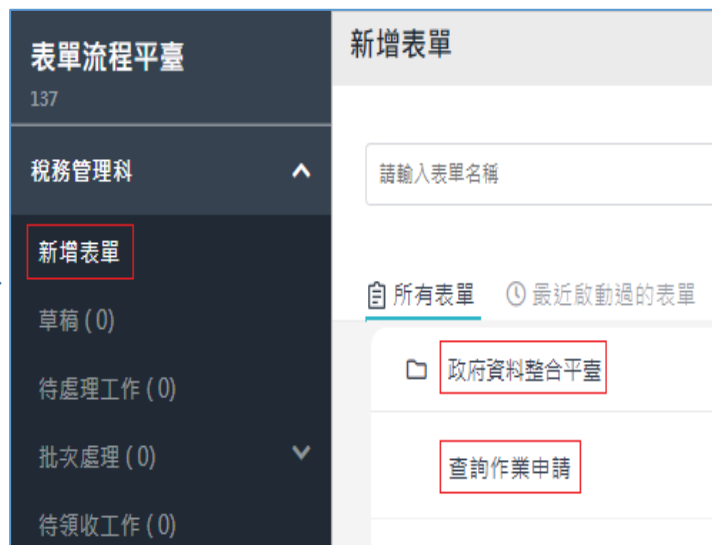 表單流程平臺
137
稅務管理科
新增表單
草稿 ( 0)
待處理工作 ( 0)
批次處理 ( 0)
待領收工作 ( 0)
新增表單
請輸入表單名稱
所有表單 最近啟動過的表單
政府資料整合平臺
查詢作業申請